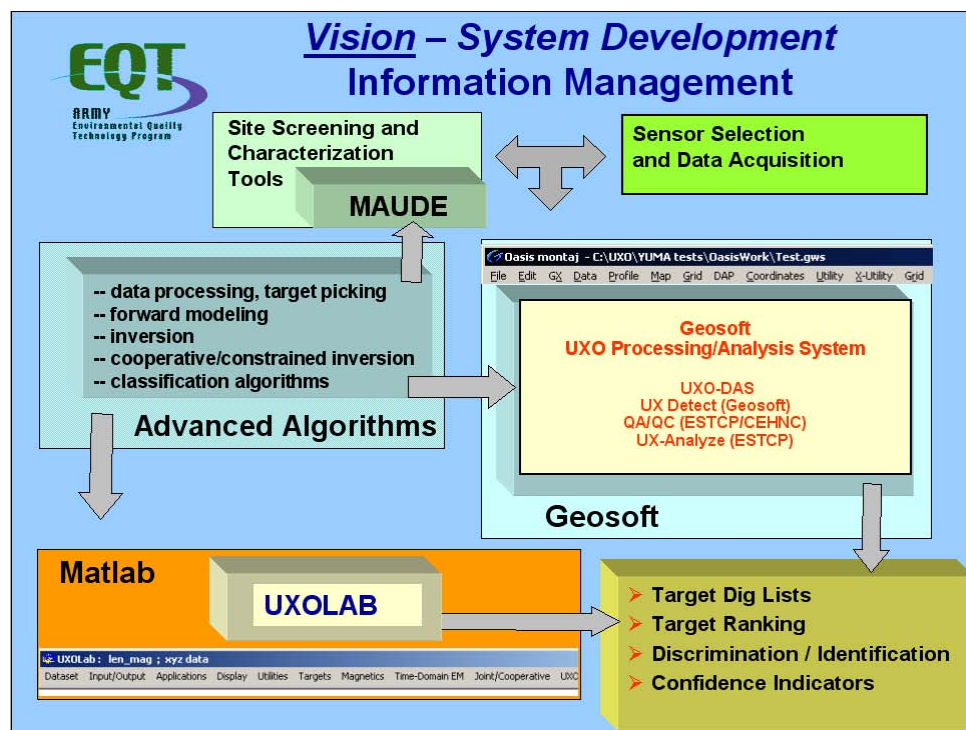 Vision – System Development
Information Management
EQT
ARMY
Environmental Quality
Technology Program
Site Screening and
Characterization
Tools
MAUDE
Sensor Selection
and Data Acquisition
-- data processing, target picking
-- forward modeling
-- inversion
-- cooperative/constrained inversion
-- classification algorithms
Advanced Algorithms
Oasis montaj - C:\UXO\YUMA tests\OasisWork\Test.gws
File Edit GX Data Profile Map Grid DAP Coordinates Utility X-Utility Grid
Geosoft
UXO Processing/Analysis System
UXO-DAS
UX Detect (Geosoft)
QA/QC (ESTCP/CEHNC)
UX-Analyze (ESTCP)
Geosoft
Matlab
UXOLAB
UXOLab : len_mag ; xyz data
Dataset Input/Output Applications Display Utilities Targets Magnetics Time-Domain EM Joint/Cooperative UXO
Target Dig Lists
Target Ranking
Discrimination / Identification
Confidence Indicators